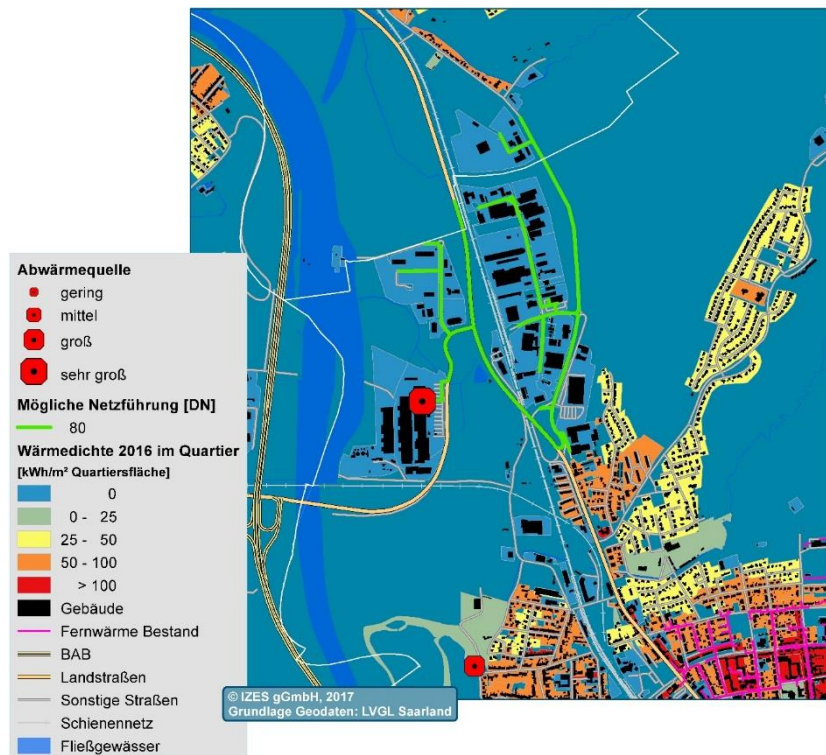 Abwärmequelle
gering
mittel
groß
sehr groß
Mögliche Netzführung [DN]
80
Wärmedichte 2016 im Quartier
[kWh/m² Quartiersfläche]
0
0 - 25
25 - 50
50 - 100
> 100
Gebäude
Fernwärme Bestand
BAB
Landstraßen
Sonstige Straßen
Schienennetz
Fließgewässer
© IZES gGmbH, 2017
Grundlage Geodaten: LVGL Saarland